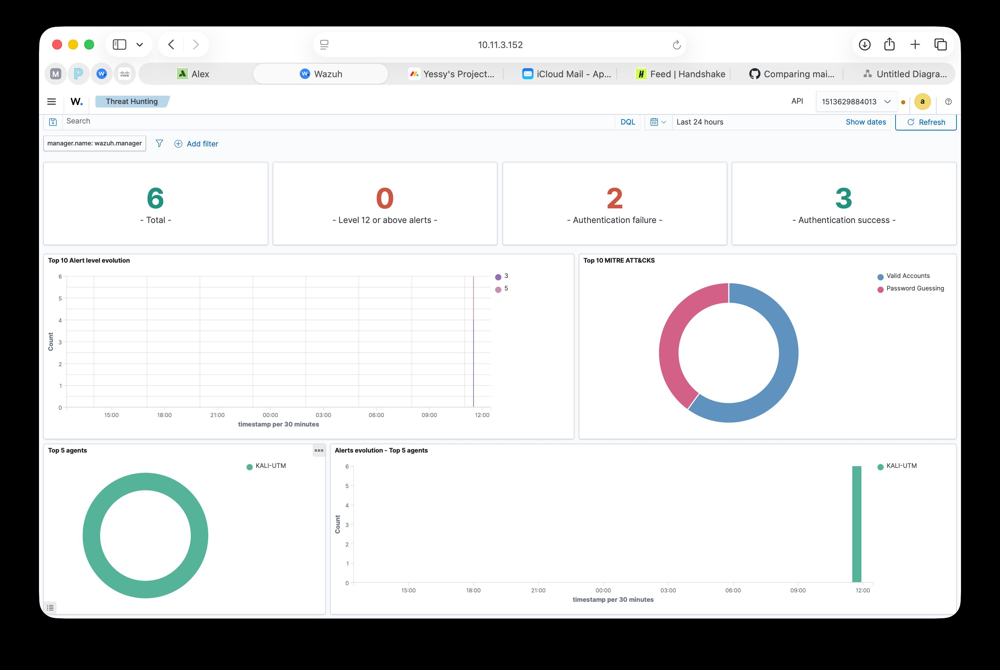 10.11.3.152
M
W.
cisco
Alex
W.
Wazuh
Yessy's Project...
iCloud Mail - Ap...
H
Feed | Handshake
Comparing mai...
Untitled Diagra...
W.
Threat Hunting
API
1513629884013
a
?
Search
DQL
Last 24 hours
Show dates
Refresh
manager.name: wazuh.manager
Add filter
6
- Total -
0
- Level 12 or above alerts -
2
- Authentication failure -
3
- Authentication success -
Top 10 Alert level evolution
6
5
4
3
2
1
0
Count
15:00
18:00
21:00
00:00
03:00
06:00
09:00
12:00
timestamp per 30 minutes
3
5
Top 10 MITRE ATT&CKS
Valid Accounts
Password Guessing
Top 5 agents
KALI-UTM
Alerts evolution - Top 5 agents
6
5
4
3
2
1
0
Count
15:00
18:00
21:00
00:00
03:00
06:00
09:00
12:00
timestamp per 30 minutes
KALI-UTM